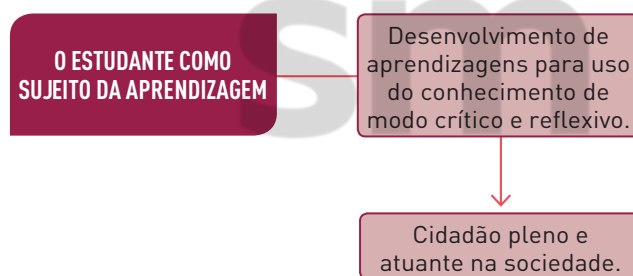 O ESTUDANTE COMO
SUJEITO DA APRENDIZAGEM
Desenvolvimento de
aprendizagens para uso
do conhecimento de
modo crítico e reflexivo.
Cidadão pleno e
atuante na sociedade.
sm